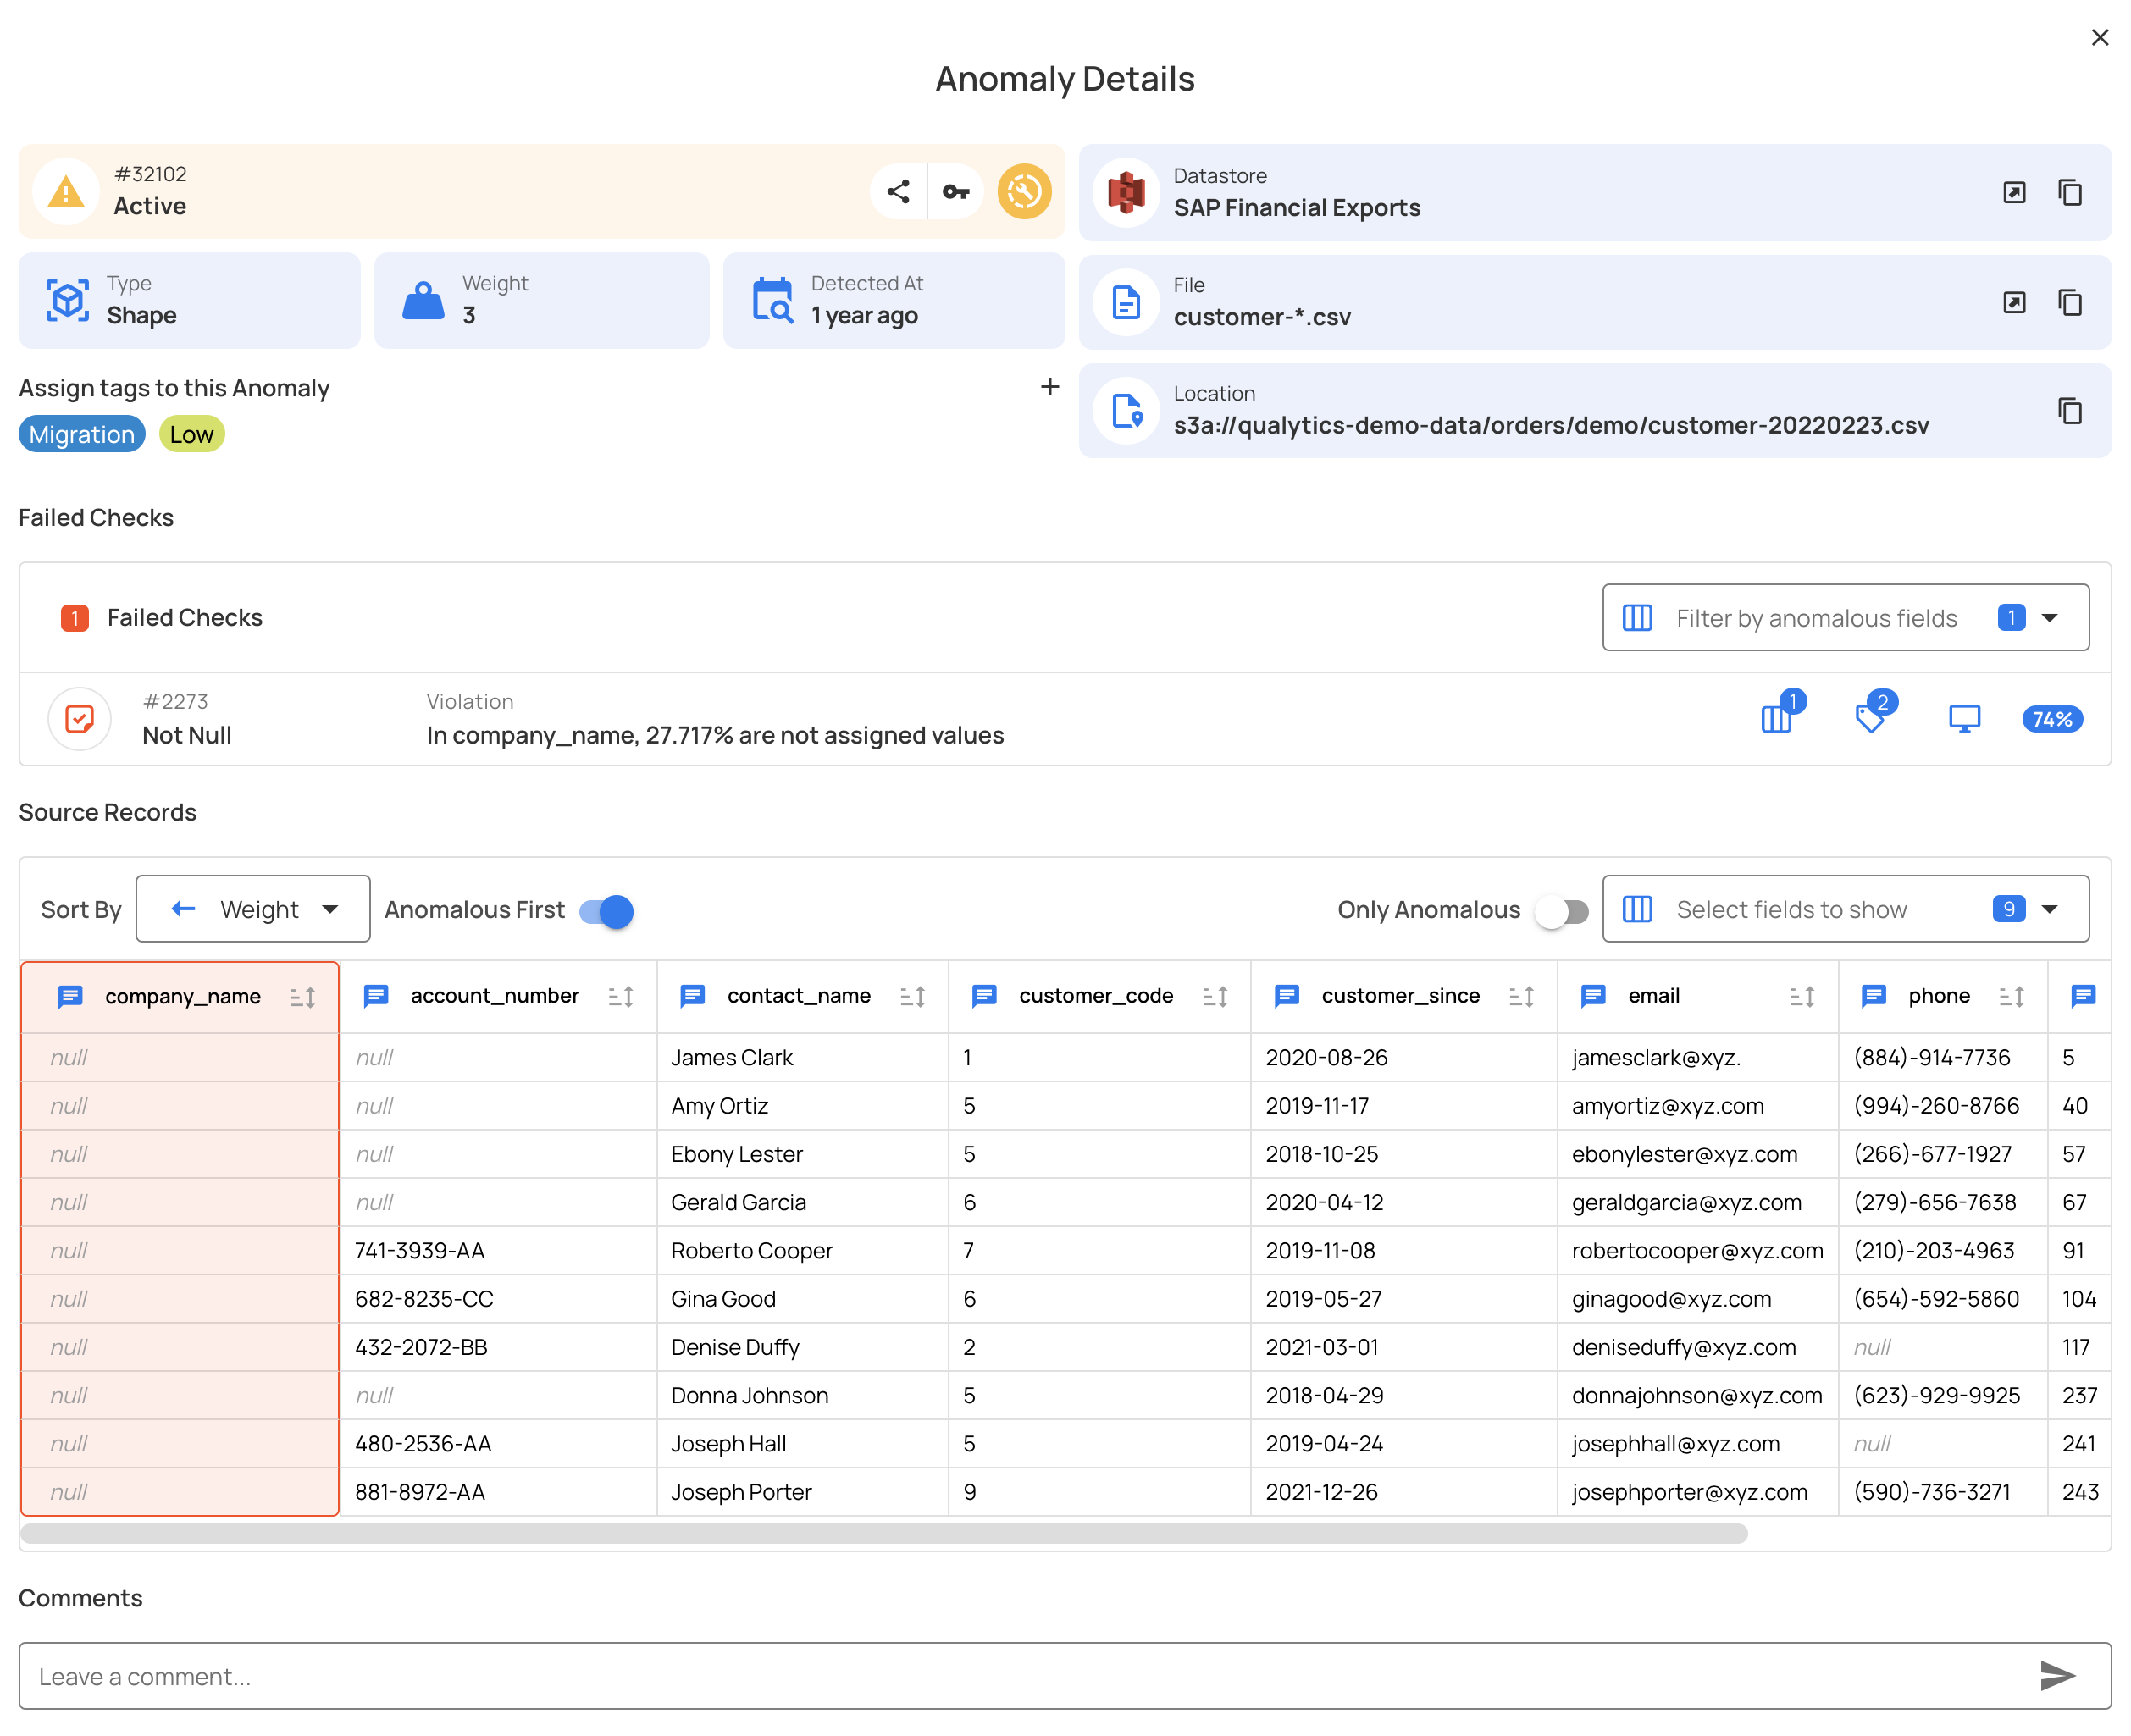 Anomaly Details
#32102
Active
Datastore
SAP Financial Exports
Type
Shape
Weight
3
Detected At
1 year ago
File
customer-*.csv
Assign tags to this Anomaly
Migration Low
Location
s3a://qualytics-demo-data/orders/demo/customer-20220223.csv
Failed Checks
1 Failed Checks Filter by anomalous fields 1
#2273
Not Null
Violation
In company_name, 27.717% are not assigned values
1 2 74%
Source Records
Sort By Weight Anomalous First Only Anomalous Select fields to show 9
company_name account_number contact_name customer_code customer_since email phone
null null James Clark 1 2020-08-26 jamesclark@xyz. (884)-914-7736 5
null null Amy Ortiz 5 2019-11-17 amyortiz@xyz.com (994)-260-8766 40
null null Ebony Lester 5 2018-10-25 ebonylester@xyz.com (266)-677-1927 57
null null Gerald Garcia 6 2020-04-12 geraldgarcia@xyz.com (279)-656-7638 67
null 741-3939-AA Roberto Cooper 7 2019-11-08 robertocooper@xyz.com (210)-203-4963 91
null 682-8235-CC Gina Good 6 2019-05-27 ginagood@xyz.com (654)-592-5860 104
null 432-2072-BB Denise Duffy 2 2021-03-01 deniseduffy@xyz.com null 117
null null Donna Johnson 5 2018-04-29 donnajohnson@xyz.com (623)-929-9925 237
null 480-2536-AA Joseph Hall 5 2019-04-24 josephhall@xyz.com null 241
null 881-8972-AA Joseph Porter 9 2021-12-26 josephporter@xyz.com (590)-736-3271 243
Comments
Leave a comment...